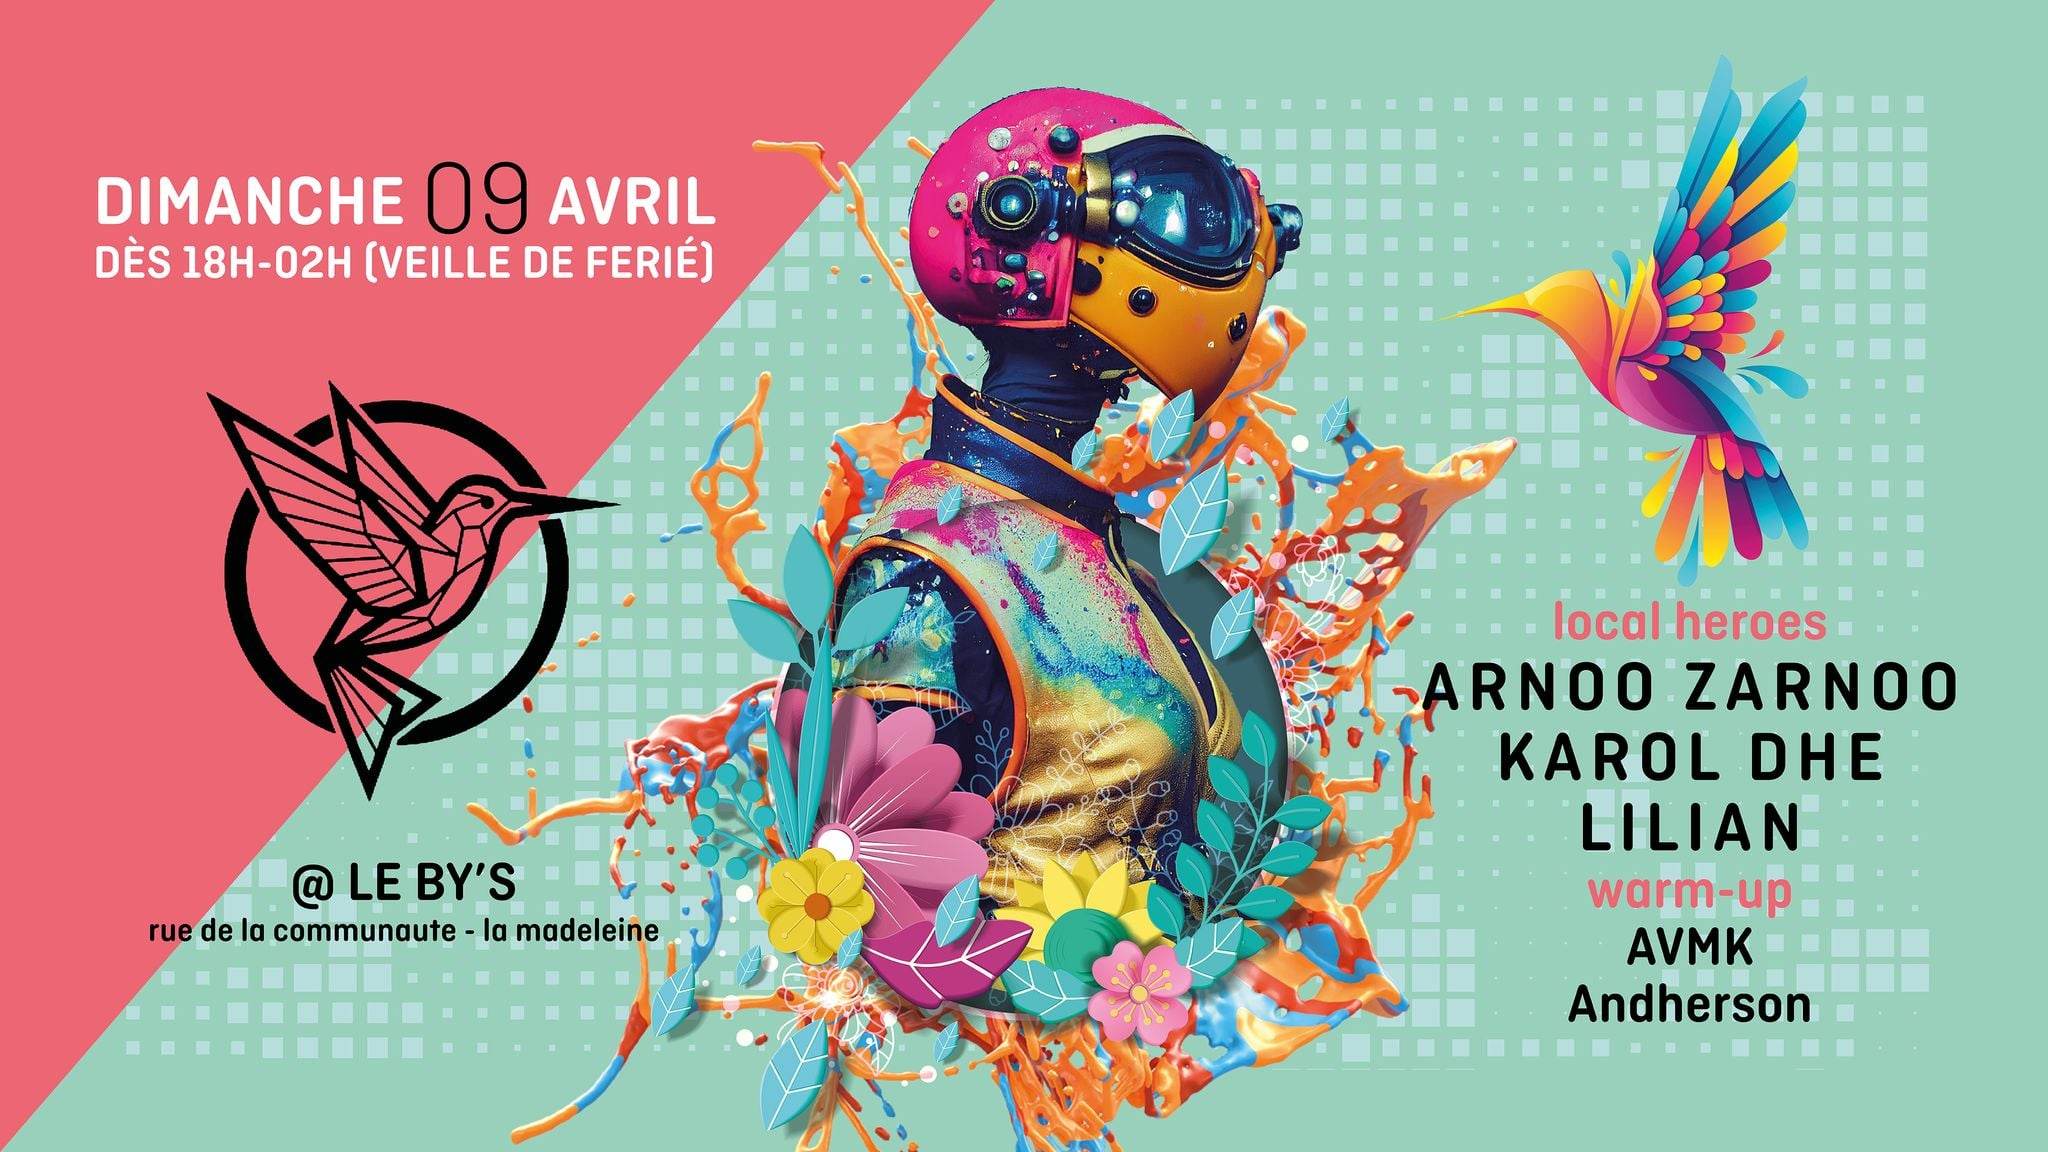 DIMANCHE 09 AVRIL
DÈS 18H-02H (VEILLE DE FERIÉ)
@ LE BY'S
rue de la communaute - la madeleine
local heroes
ARNOO ZARNOO
KAROL DHE
LILIAN
warm-up
AVMK
Andherson